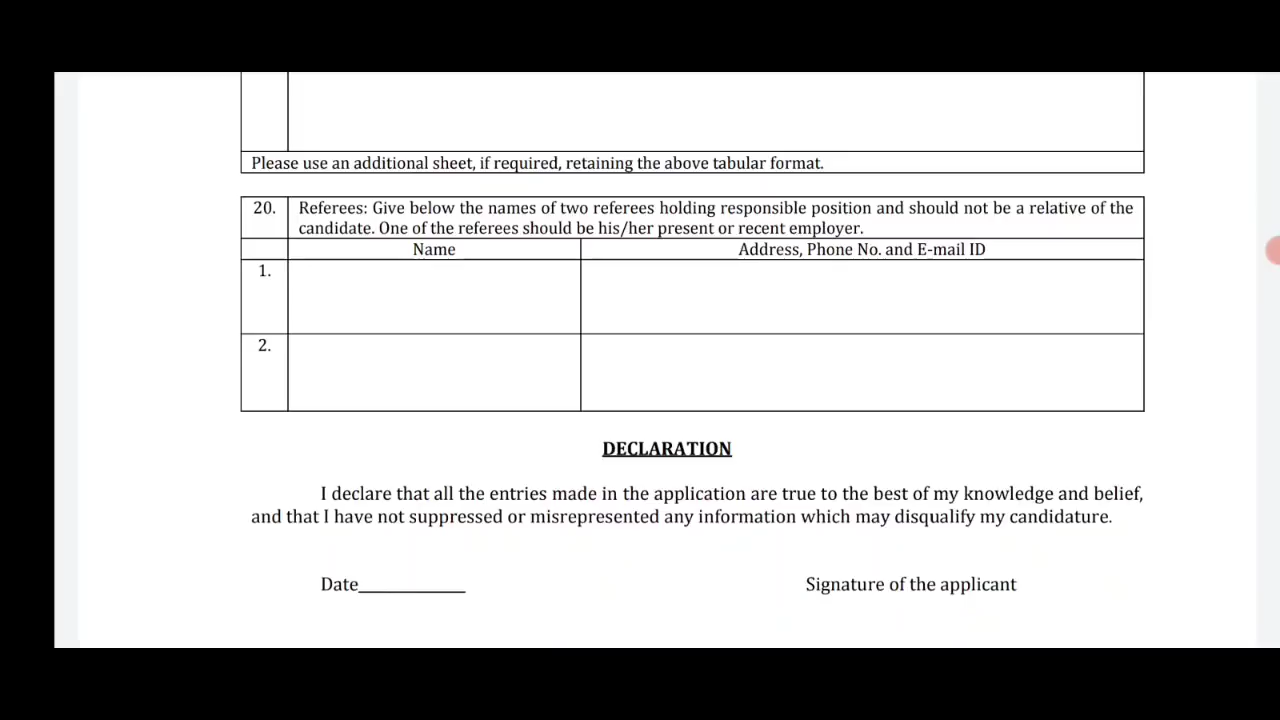 Please use an additional sheet, if required, retaining the above tabular format.
20. Referees: Give below the names of two referees holding responsible position and should not be a relative of the
candidate. One of the referees should be his/her present or recent employer.
Name Address, Phone No. and E-mail ID
1.
2.
DECLARATION
I declare that all the entries made in the application are true to the best of my knowledge and belief,
and that I have not suppressed or misrepresented any information which may disqualify my candidature.
Date____________ Signature of the applicant